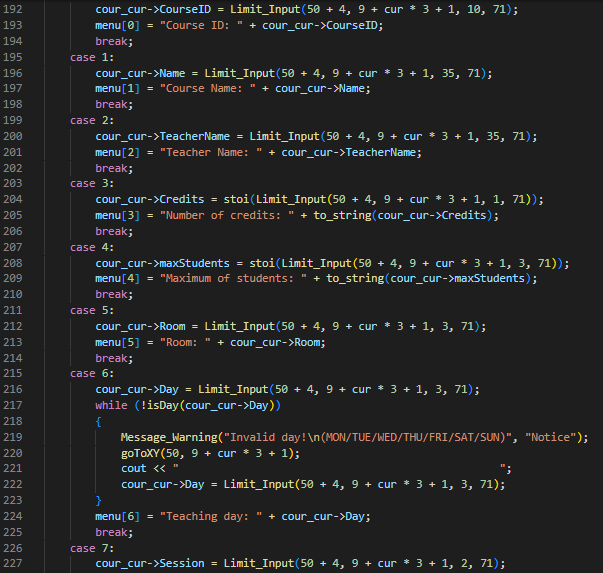 192 cour_cur->CourseID = Limit_Input(50 + 4, 9 + cur * 3 + 1, 10, 71);
193 menu[0] = "Course ID: " + cour_cur->CourseID;
194 break;
195 case 1:
196 cour_cur->Name = Limit_Input(50 + 4, 9 + cur * 3 + 1, 35, 71);
197 menu[1] = "Course Name: " + cour_cur->Name;
198 break;
199 case 2:
200 cour_cur->TeacherName = Limit_Input(50 + 4, 9 + cur * 3 + 1, 35, 71);
201 menu[2] = "Teacher Name: " + cour_cur->TeacherName;
202 break;
203 case 3:
204 cour_cur->Credits = stoi(Limit_Input(50 + 4, 9 + cur * 3 + 1, 1, 71));
205 menu[3] = "Number of credits: " + to_string(cour_cur->Credits);
206 break;
207 case 4:
208 cour_cur->maxStudents = stoi(Limit_Input(50 + 4, 9 + cur * 3 + 1, 3, 71));
209 menu[4] = "Maximum of students: " + to_string(cour_cur->maxStudents);
210 break;
211 case 5:
212 cour_cur->Room = Limit_Input(50 + 4, 9 + cur * 3 + 1, 3, 71);
213 menu[5] = "Room: " + cour_cur->Room;
214 break;
215 case 6:
216 cour_cur->Day = Limit_Input(50 + 4, 9 + cur * 3 + 1, 3, 71);
217 while (!isDay(cour_cur->Day))
218 {
219 Message_Warning("Invalid day!\n(MON/TUE/WED/THU/FRI/SAT/SUN)", "Notice");
220 goToXY(50, 9 + cur * 3 + 1);
221 cout << "                                                  ";
222 cour_cur->Day = Limit_Input(50 + 4, 9 + cur * 3 + 1, 3, 71);
223 }
224 menu[6] = "Teaching day: " + cour_cur->Day;
225 break;
226 case 7:
227 cour_cur->Session = Limit_Input(50 + 4, 9 + cur * 3 + 1, 2, 71);